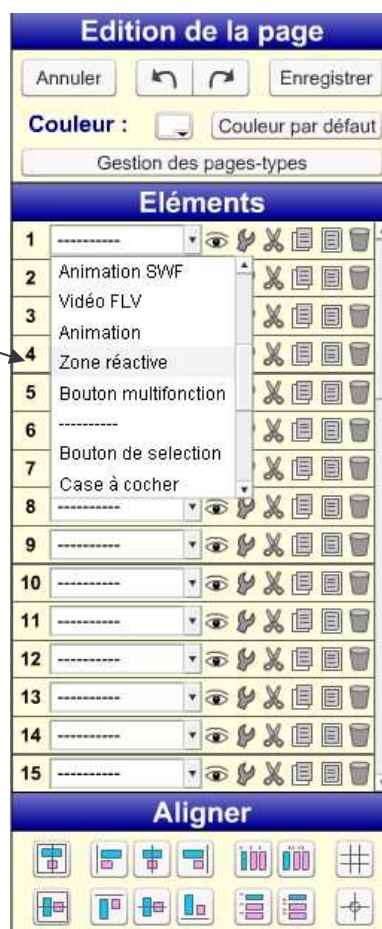 Edition de la page
Annuler Enregistrer
Couleur : Couleur par défaut
Gestion des pages-types
Eléments
1 ----------
2 Animation SWF
Vidéo FLV
3 Animation
4 Zone réactive
5 Bouton multifonction
6 ----------
7 Bouton de selection
Case à cocher
8 ----------
9 ----------
10 ----------
11 ----------
12 ----------
13 ----------
14 ----------
15 ----------
Aligner